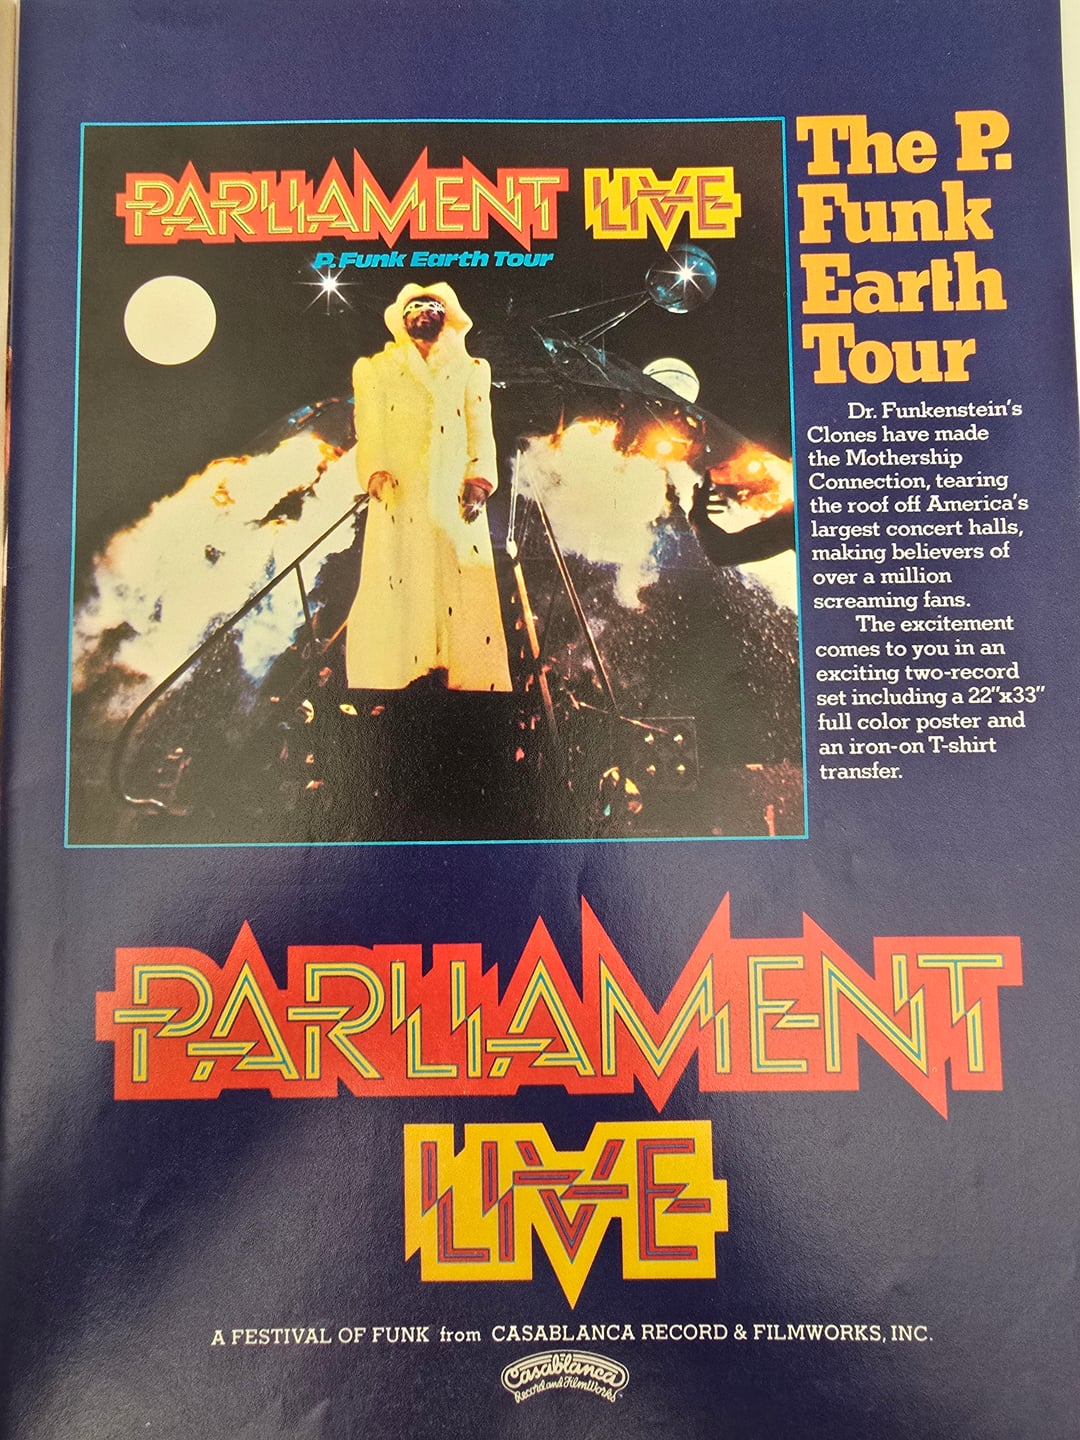 PARLIAMENT LIVE
P. Funk Earth Tour
The P.
Funk
Earth
Tour
Dr. Funkenstein's
Clones have made
the Mothership
Connection, tearing
the roof off America's
largest concert halls,
making believers of
over a million
screaming fans.
The excitement
comes to you in an
exciting two-record
set including a 22"x33"
full color poster and
an iron-on T-shirt
transfer.
PARLIAMENT
LIVE
A FESTIVAL OF FUNK from CASABLANCA RECORD & FILMWORKS, INC.
Casablanca
Record and FilmWorks